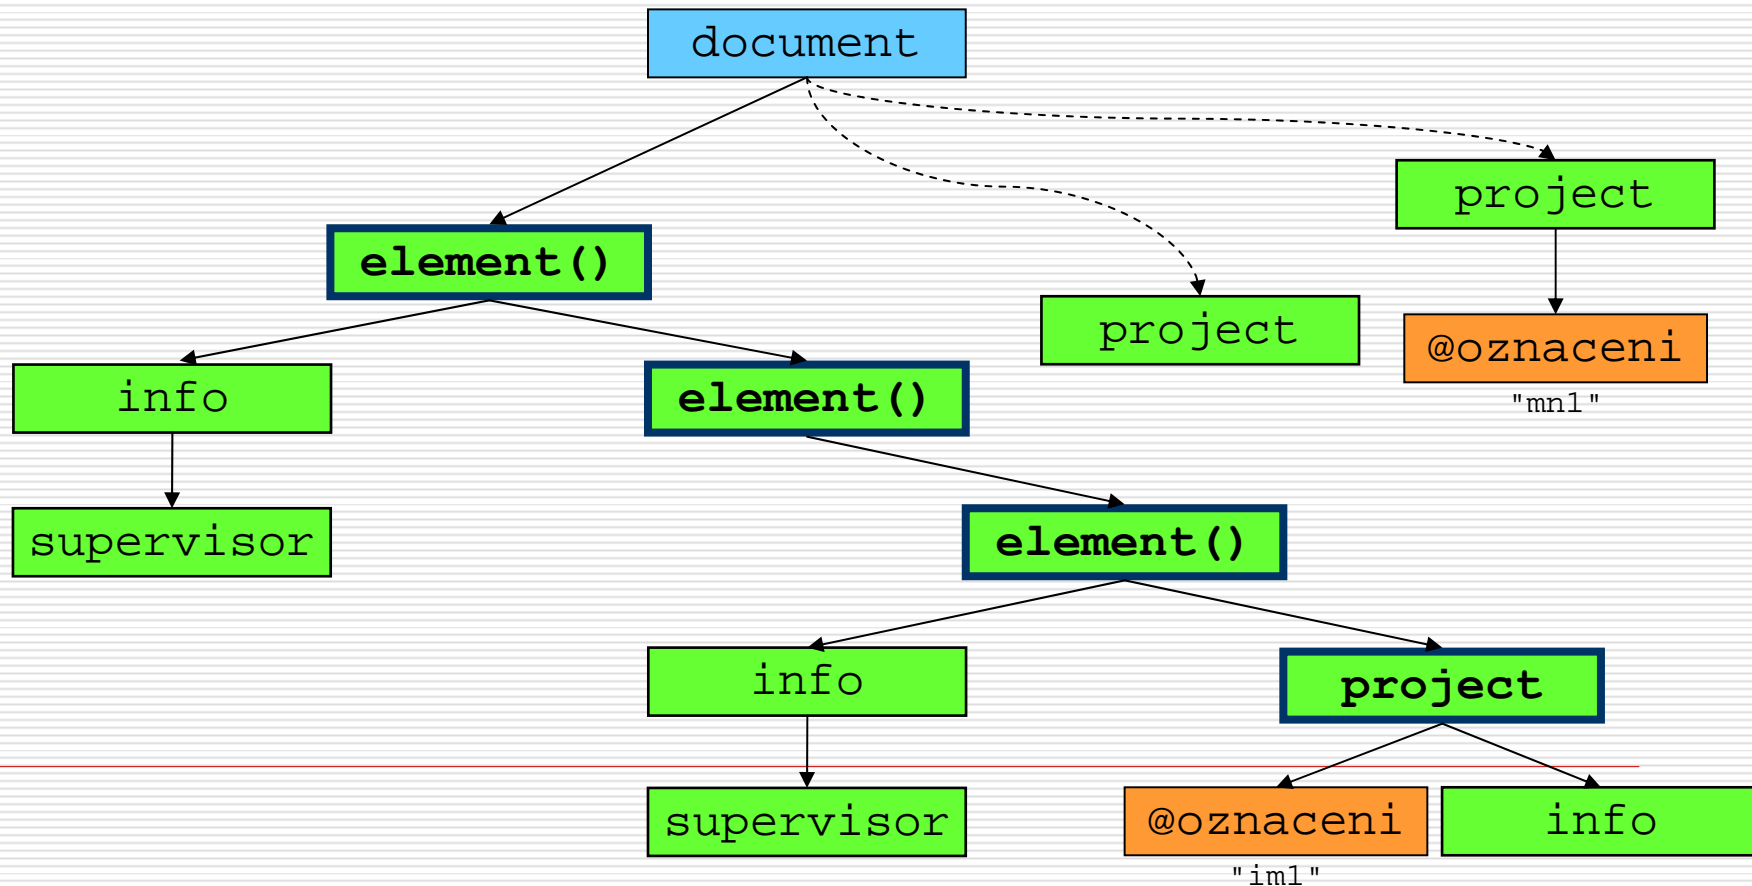 document
project
element()
project
@oznaceni
"mn1"
info
element()
supervisor
element()
info
project
supervisor
@oznaceni
info
"im1"